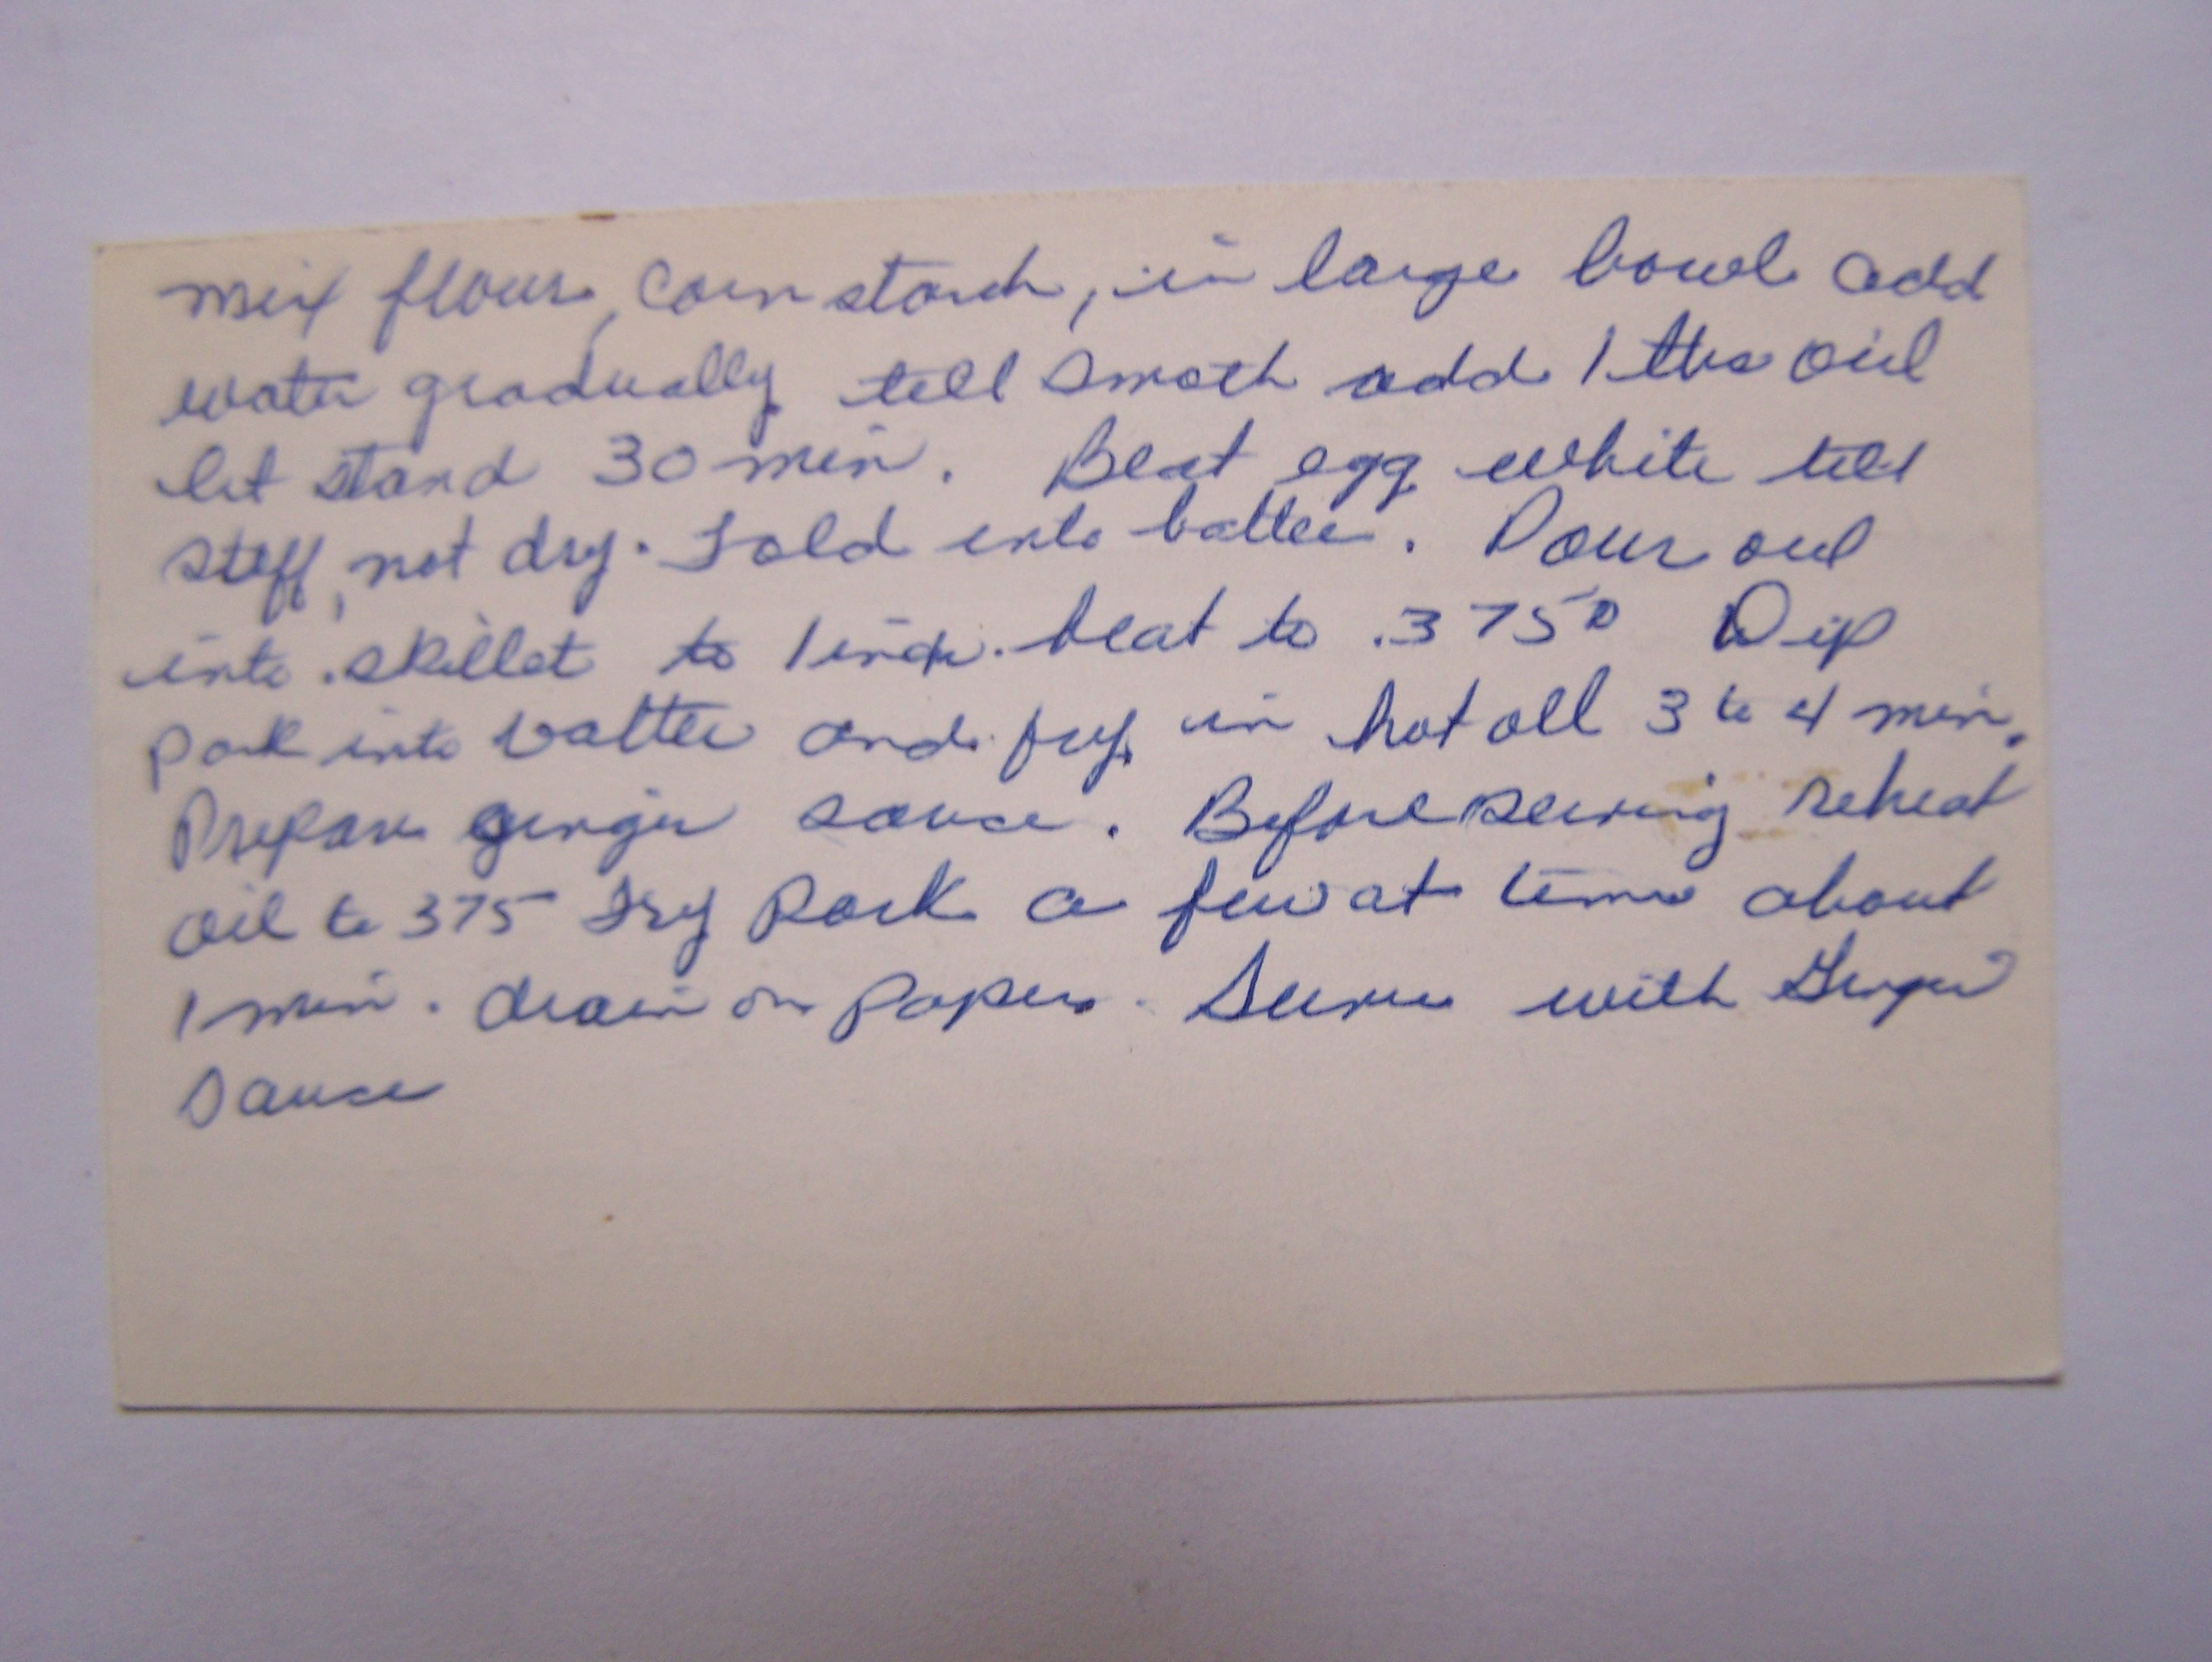 mix flour, corn starch, in large bowl add
water gradually till smoth add 1 tbs oil
let stand 30 min. Beat egg white till
stiff, not dry. Fold into batter. Pour oil
into skillet to 1 inch. heat to 375° Dip
pork into batter and fry in hot oil 3 to 4 min.
Prepare ginger sauce. Before serving reheat
oil to 375 Fry Pork a few at time about
1 min. drain on paper. Serve with Ginger
Sauce